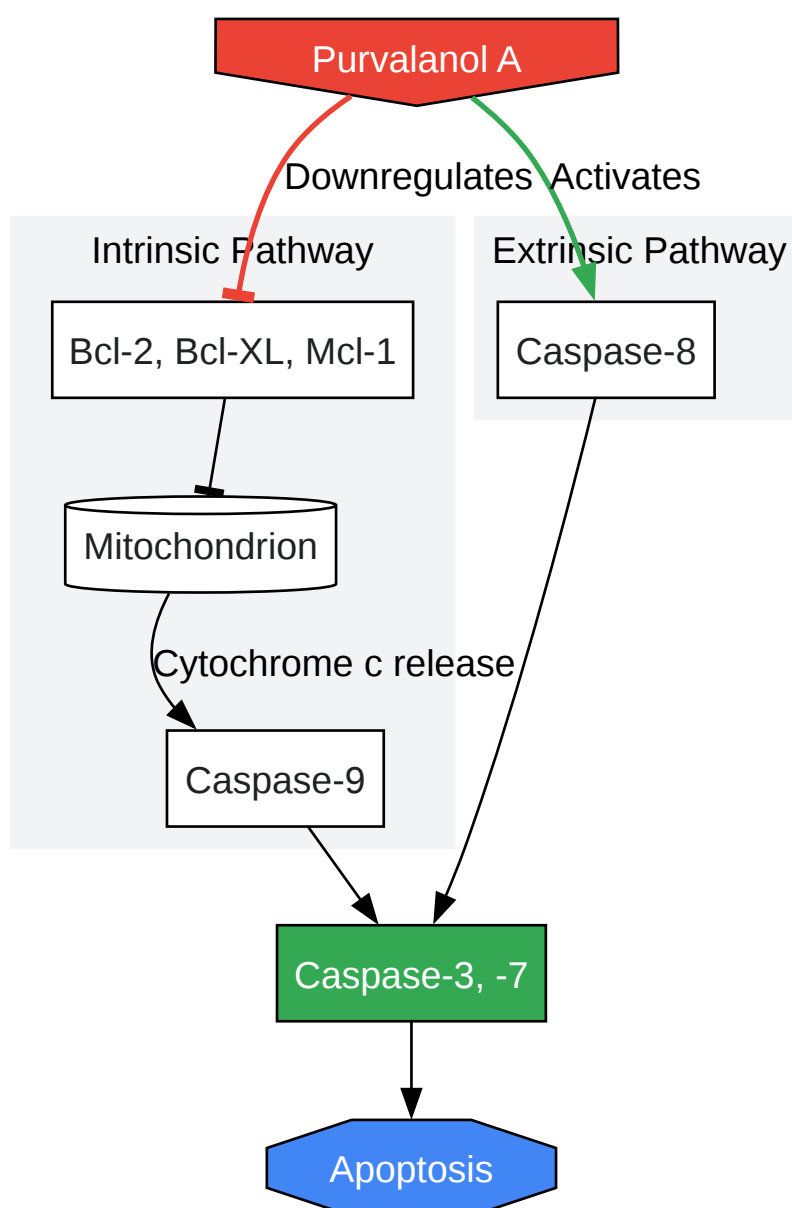 Purvalanol A
Downregulates
Activates
Intrinsic Pathway
Extrinsic Pathway
Bcl-2, Bcl-XL, Mcl-1
Caspase-8
Mitochondrion
Cytochrome c release
Caspase-9
Caspase-3, -7
Apoptosis